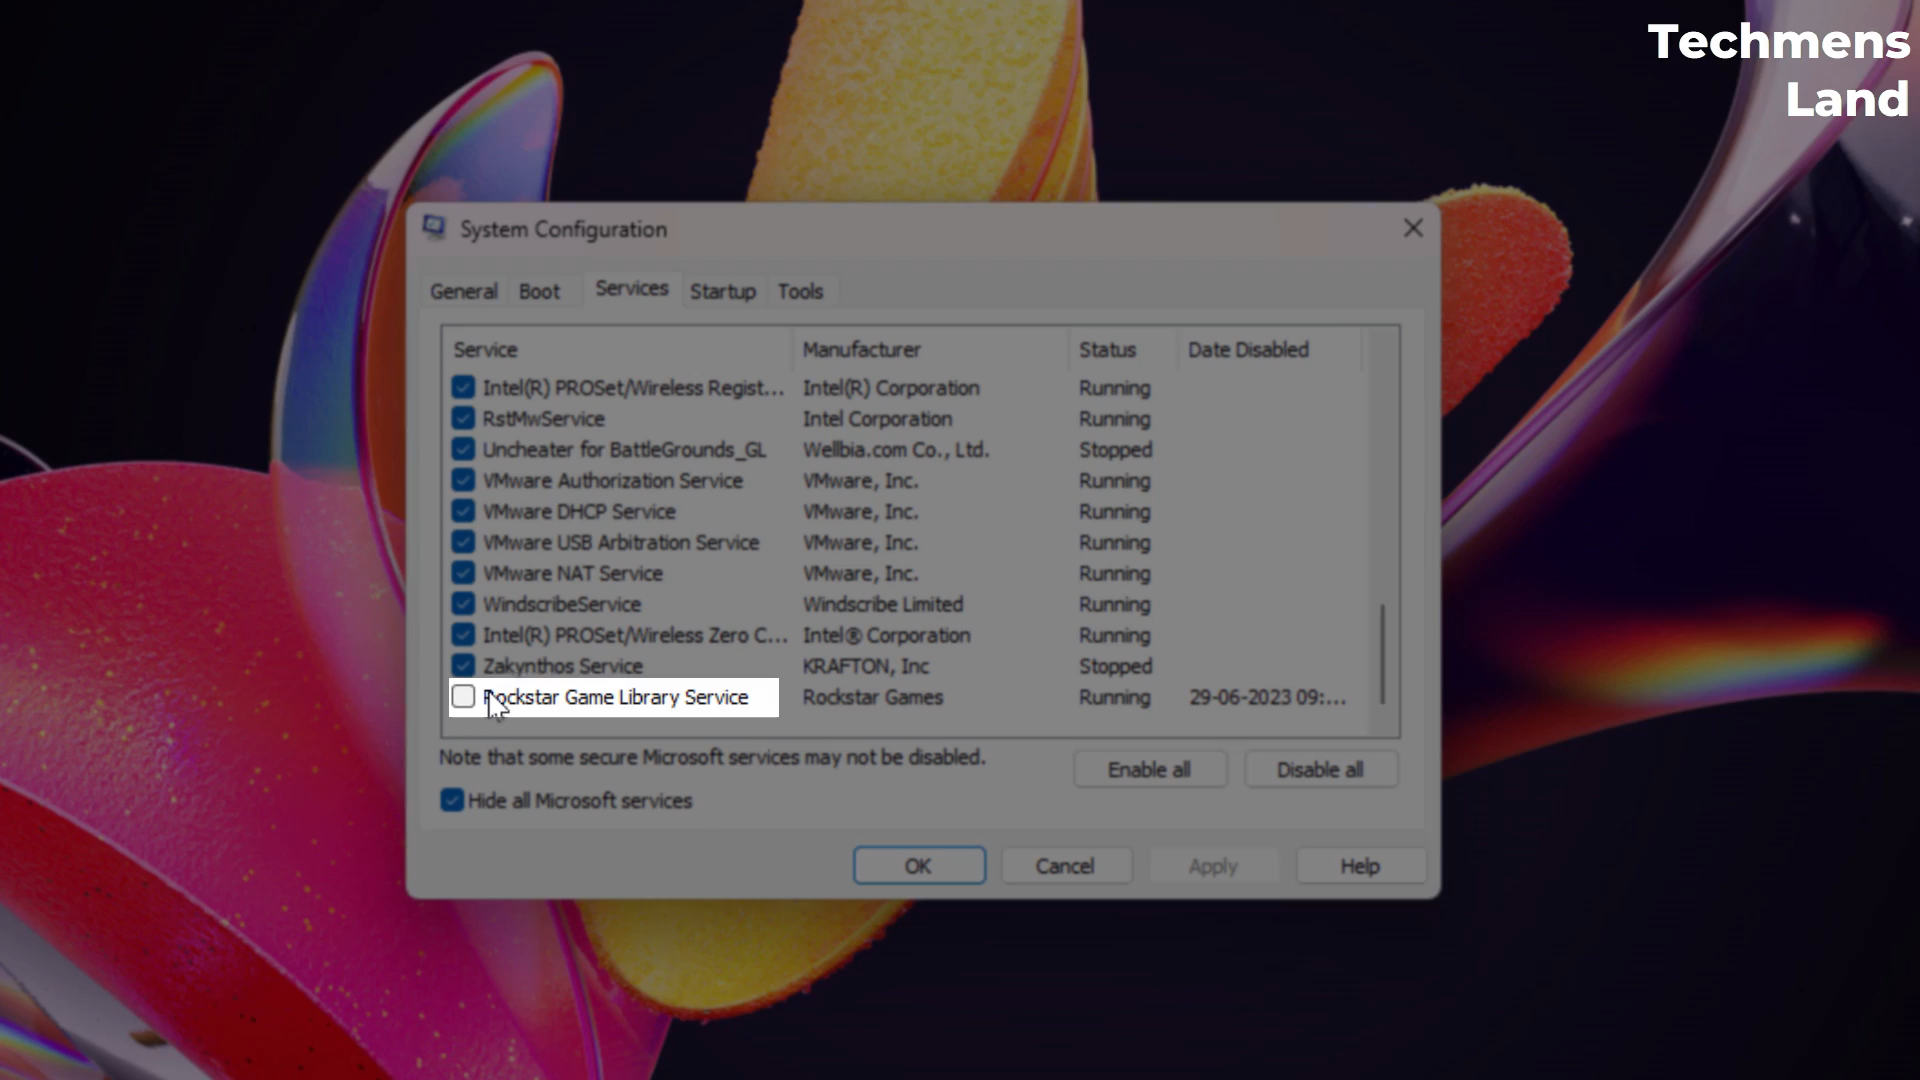 Techmens
Land
System Configuration
General Boot Services Startup Tools
Service Manufacturer Status Date Disabled
Intel(R) PROSet/Wireless Regist... Intel(R) Corporation Running
RstMwService Intel Corporation Running
Uncheater for BattleGrounds_GL Wellbia.com Co., Ltd. Stopped
VMware Authorization Service VMware, Inc. Running
VMware DHCP Service VMware, Inc. Running
VMware USB Arbitration Service VMware, Inc. Running
VMware NAT Service VMware, Inc. Running
WindscribeService Windscribe Limited Running
Intel(R) PROSet/Wireless Zero C... Intel® Corporation Running
Zakynthos Service KRAFTON, Inc Stopped
Rockstar Game Library Service Rockstar Games Running 29-06-2023 09:...
Note that some secure Microsoft services may not be disabled.
Enable all Disable all
Hide all Microsoft services
OK Cancel Apply Help